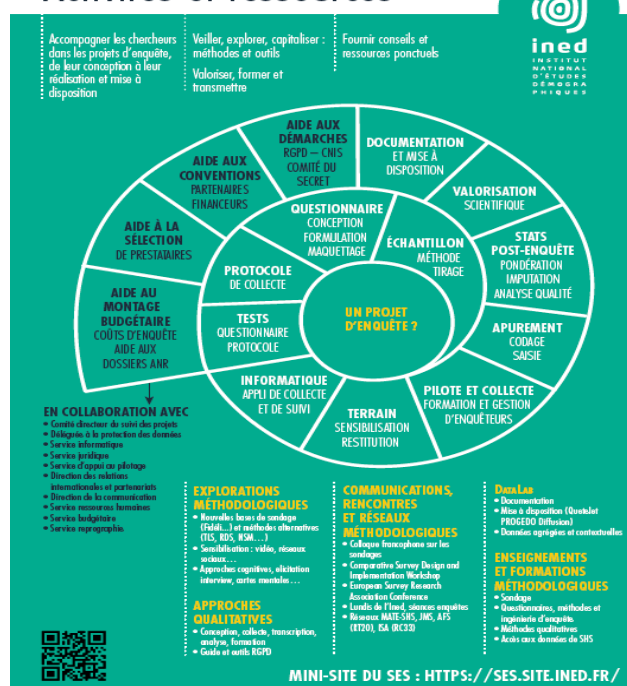 Accompagner les chercheurs
dans les projets d'enquête,
de leur conception à leur
réalisation et mise à
disposition
Veiller, explorer, capitaliser :
méthodes et outils
Valoriser, former et
transmettre
Fournir conseils et
ressources ponctuels
ined
INSTITUT
NATIONAL
D'ÉTUDES
DÉMOGRA
PHIQUES
AIDE AUX
DÉMARCHES
RGPD – CNIS
COMITÉ DU
SECRET
DOCUMENTATION
ET MISE À
DISPOSITION
AIDE AUX
CONVENTIONS
PARTENAIRES
FINANCEURS
VALORISATION
SCIENTIFIQUE
QUESTIONNAIRE
CONCEPTION
FORMULATION
MAQUETTAGE
ÉCHANTILLON
MÉTHODE
TIRAGE
AIDE À LA
SÉLECTION
DE PRESTATAIRES
STATS
POST-ENQUÊTE
PONDÉRATION
IMPUTATION
ANALYSE QUALITÉ
PROTOCOLE
DE COLLECTE
AIDE AU
MONTAGE
BUDGÉTAIRE
COÛTS D'ENQUÊTE
AIDE AUX
DOSSIERS ANR
TESTS
QUESTIONNAIRE
PROTOCOLE
UN PROJET
D'ENQUÊTE ?
APUREMENT
CODAGE
SAISIE
INFORMATIQUE
APPLI DE COLLECTE
ET DE SUIVI
TERRAIN
SENSIBILISATION
RESTITUTION
PILOTE ET COLLECTE
FORMATION ET GESTION
D'ENQUÊTEURS
EN COLLABORATION AVEC
• Comité directeur du suivi des projets
• Déléguée à la protection des données
• Service informatique
• Service juridique
• Service d'appui au pilotage
• Direction des relations
internationales et partenariats
• Direction de la communication
• Service ressources humaines
• Service budgétaire
• Service reprographie
EXPLORATIONS
MÉTHODOLOGIQUES
• Nouvelles bases de sondage
(Fidéli...) et méthodes alternatives
(TLS, RDS, NSM...)
• Sensibilisation : vidéo, réseaux
sociaux...
• Approches cognitives, elicitation
interview, cartes mentales...
APPROCHES
QUALITATIVES
• Conception, collecte, transcription,
analyse, formation
• Guide et outils RGPD
COMMUNICATIONS,
RENCONTRES
ET RÉSEAUX
MÉTHODOLOGIQUES
• Colloque francophone sur les
sondages
• Comparative Survey Design and
Implementation Workshop
• European Survey Research
Association Conference
• Lundis de l'Ined, séances enquêtes
• Réseaux MATE-SHS, JMS, AFS
(RT20), ISA (RC33)
DATALAB
• Documentation
• Mise à disposition (Quetelet
PROGEDO Diffusion)
• Données agrégées et contextuelles
ENSEIGNEMENTS
ET FORMATIONS
MÉTHODOLOGIQUES
• Sondage
• Questionnaires, méthodes et
ingénierie d'enquête
• Méthodes qualitatives
• Accès aux données de SHS
MINI-SITE DU SES : HTTPS://SES.SITE.INED.FR/